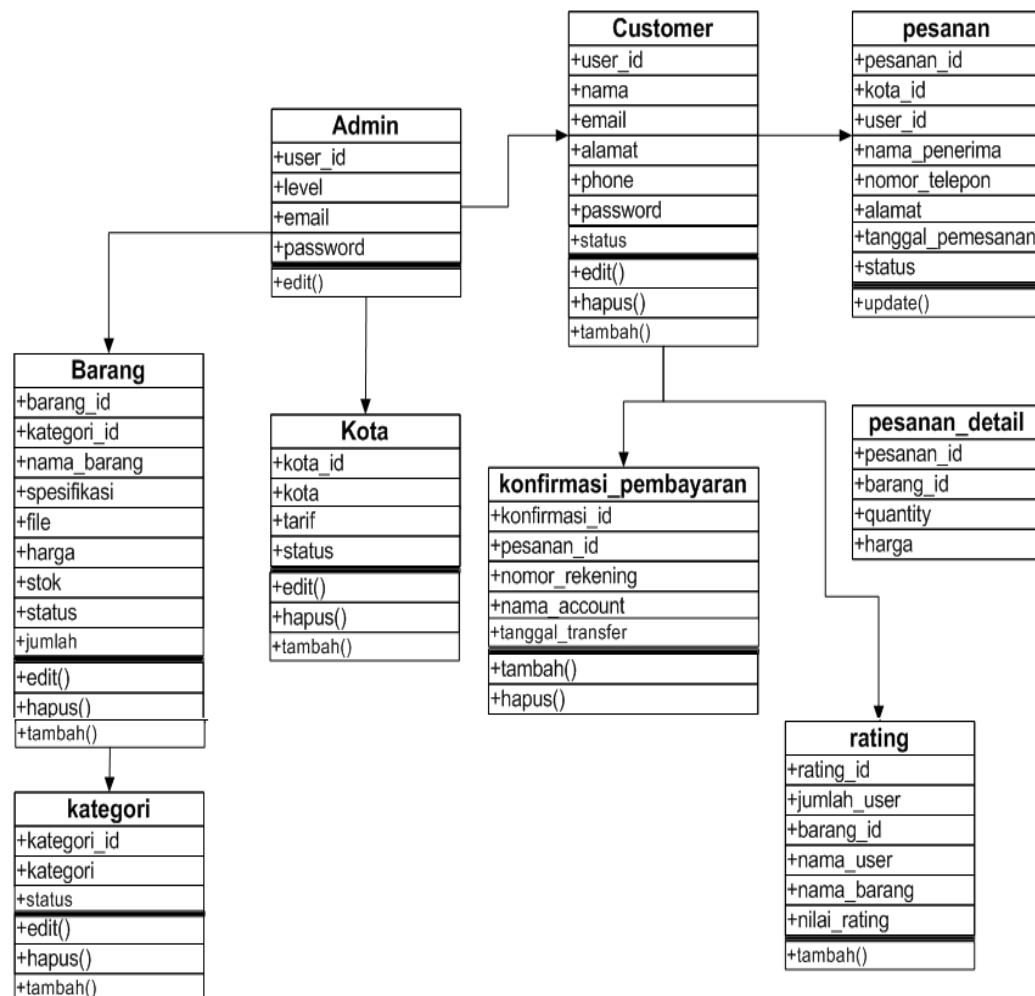 Customer
+user_id
+nama
+email
+alamat
+phone
+password
+status
+edit()
+hapus()
+tambah()
pesanan
+pesanan_id
+kota_id
+user_id
+nama_penerima
+nomor_telepon
+alamat
+tanggal_pemesanan
+status
+update()
Admin
+user_id
+level
+email
+password
+edit()
Barang
+barang_id
+kategori_id
+nama_barang
+spesifikasi
+file
+harga
+stok
+status
+jumlah
+edit()
+hapus()
+tambah()
Kota
+kota_id
+kota
+tarif
+status
+edit()
+hapus()
+tambah()
konfirmasi_pembayaran
+konfirmasi_id
+pesanan_id
+nomor_rekening
+nama_account
+tanggal_transfer
+tambah()
+hapus()
pesanan_detail
+pesanan_id
+barang_id
+quantity
+harga
kategori
+kategori_id
+kategori
+status
+edit()
+hapus()
+tambah()
rating
+rating_id
+jumlah_user
+barang_id
+nama_user
+nama_barang
+nilai_rating
+tambah()